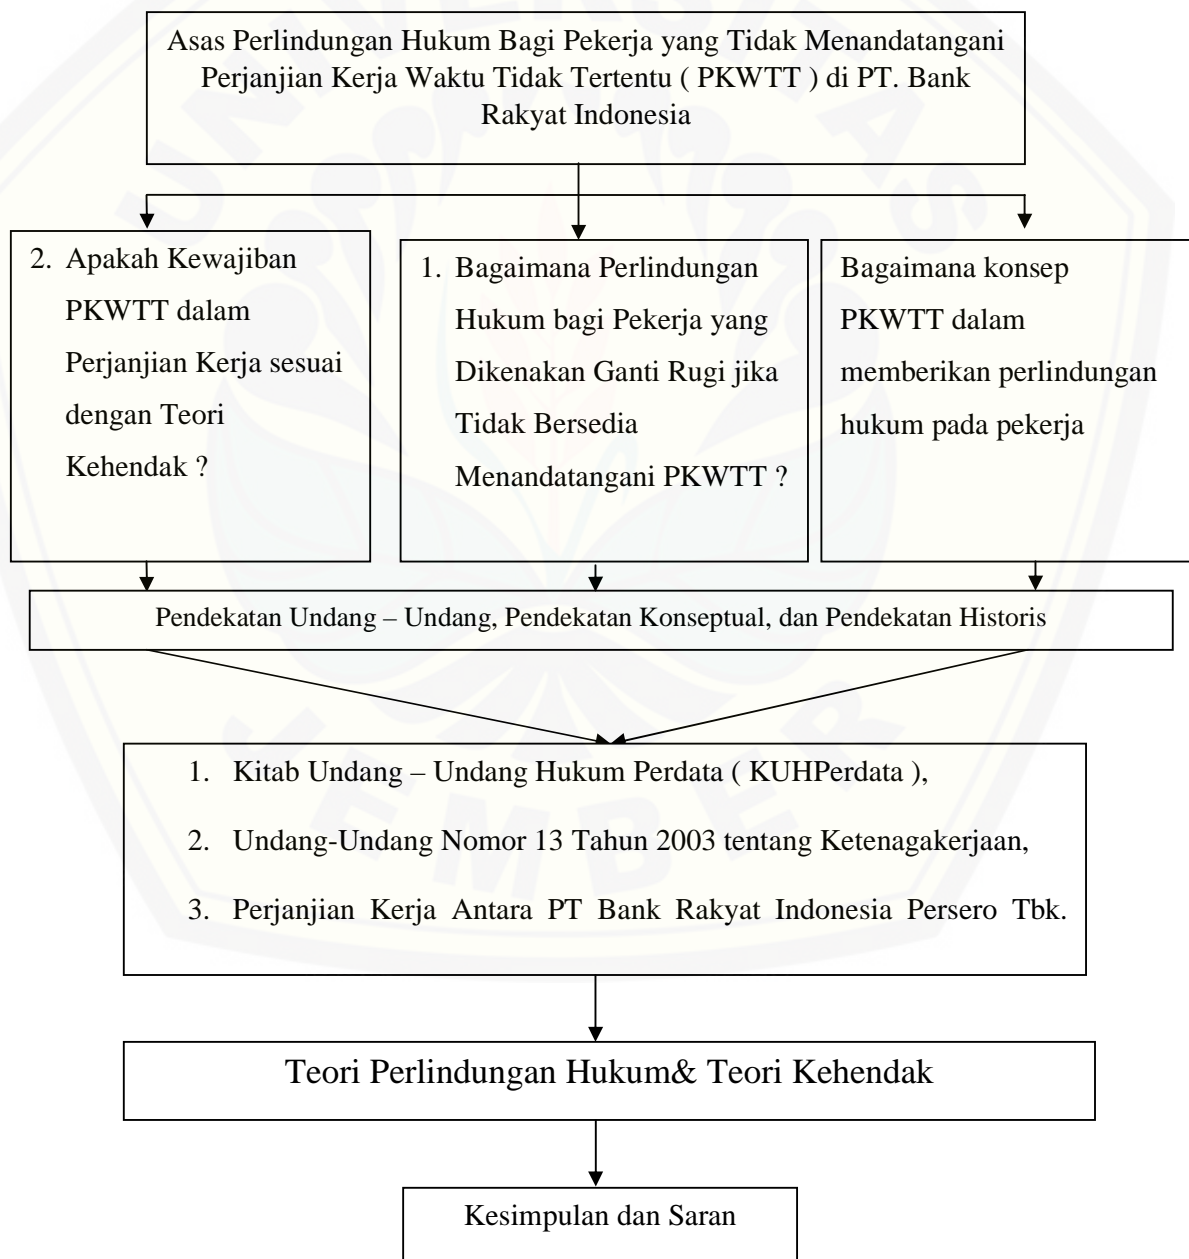 Asas Perlindungan Hukum Bagi Pekerja yang Tidak Menandatangani
Perjanjian Kerja Waktu Tidak Tertentu ( PKWTT ) di PT. Bank
Rakyat Indonesia
2. Apakah Kewajiban
PKWTT dalam
Perjanjian Kerja sesuai
dengan Teori
Kehendak ?
1. Bagaimana Perlindungan
Hukum bagi Pekerja yang
Dikenakan Ganti Rugi jika
Tidak Bersedia
Menandatangani PKWTT ?
Bagaimana konsep
PKWTT dalam
memberikan perlindungan
hukum pada pekerja
Pendekatan Undang – Undang, Pendekatan Konseptual, dan Pendekatan Historis
1. Kitab Undang – Undang Hukum Perdata ( KUHPerdata ),
2. Undang-Undang Nomor 13 Tahun 2003 tentang Ketenagakerjaan,
3. Perjanjian Kerja Antara PT Bank Rakyat Indonesia Persero Tbk.
Teori Perlindungan Hukum& Teori Kehendak
Kesimpulan dan Saran
UNIVERSITAS
JEMBER